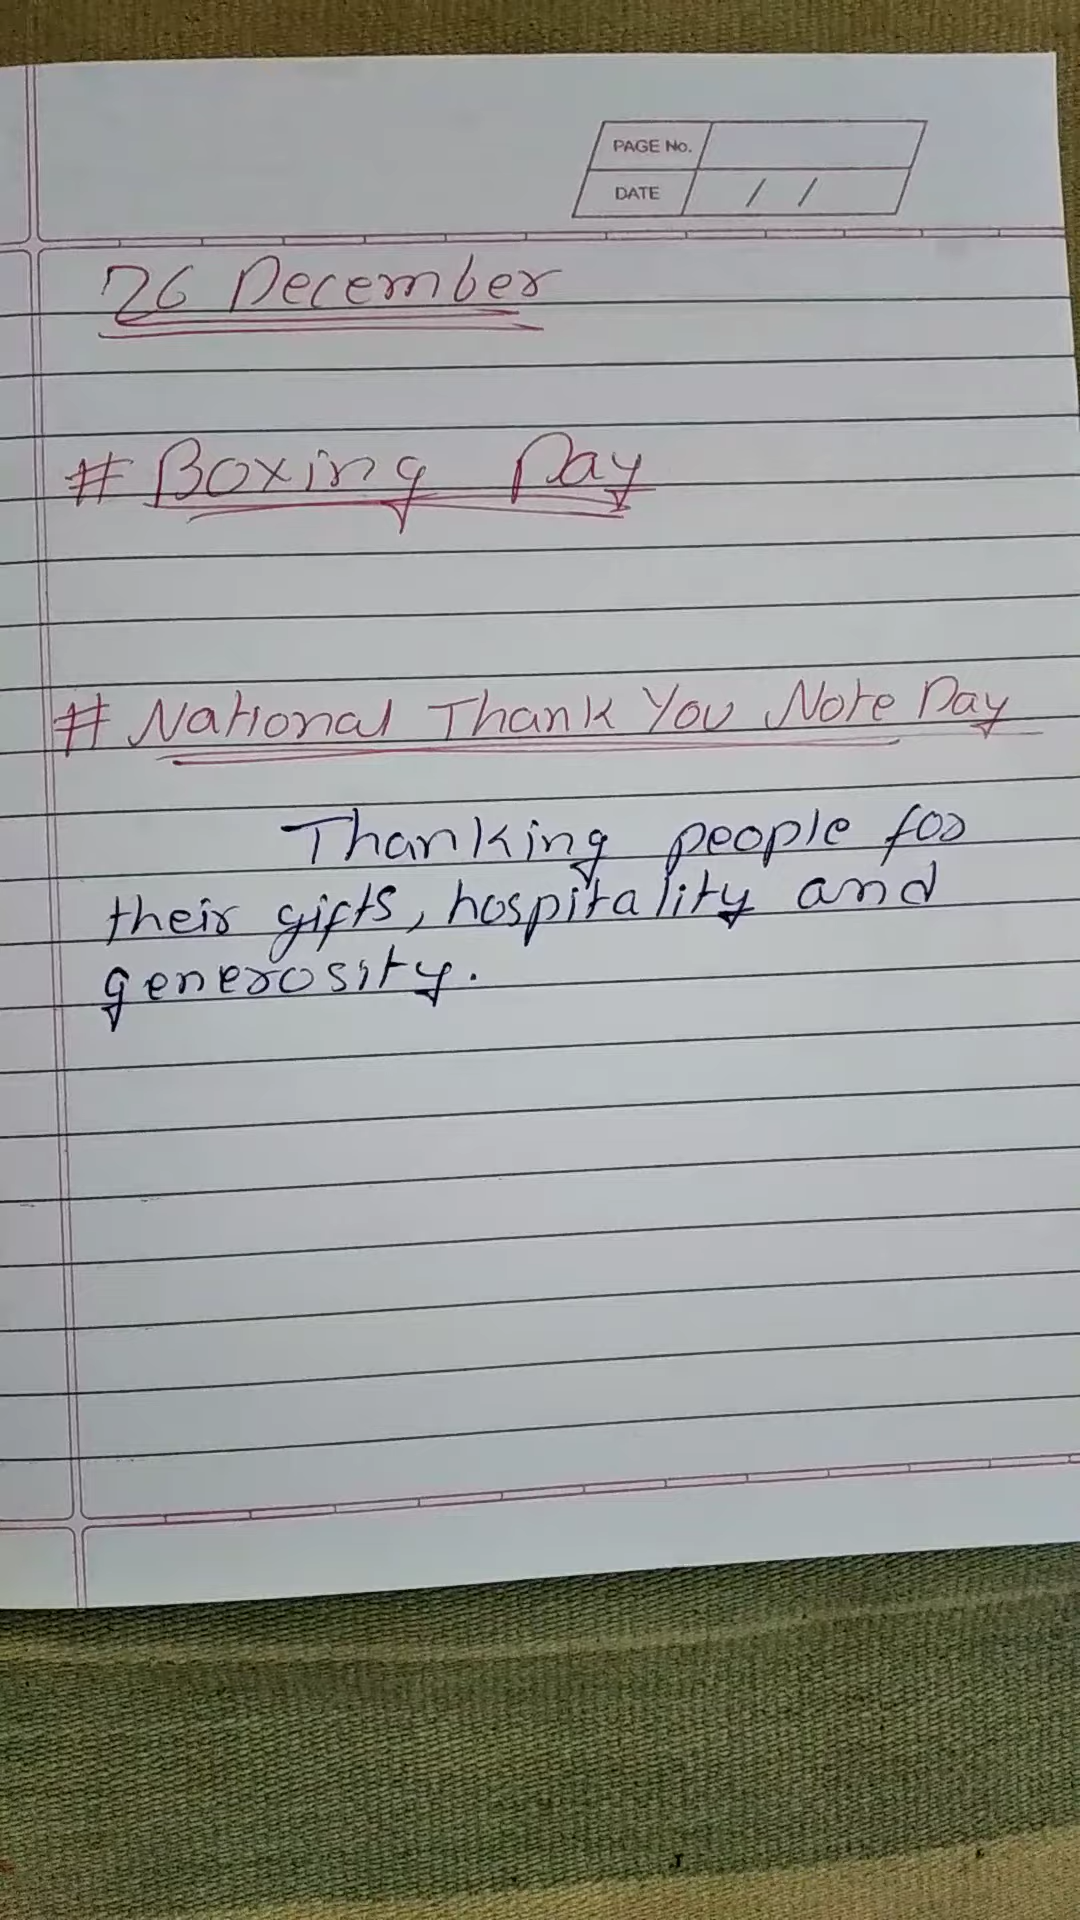 PAGE No.
DATE / /
26 December
# Boxing Day
# National Thank You Note Day
Thanking people for
their gifts, hospitality and
generosity.